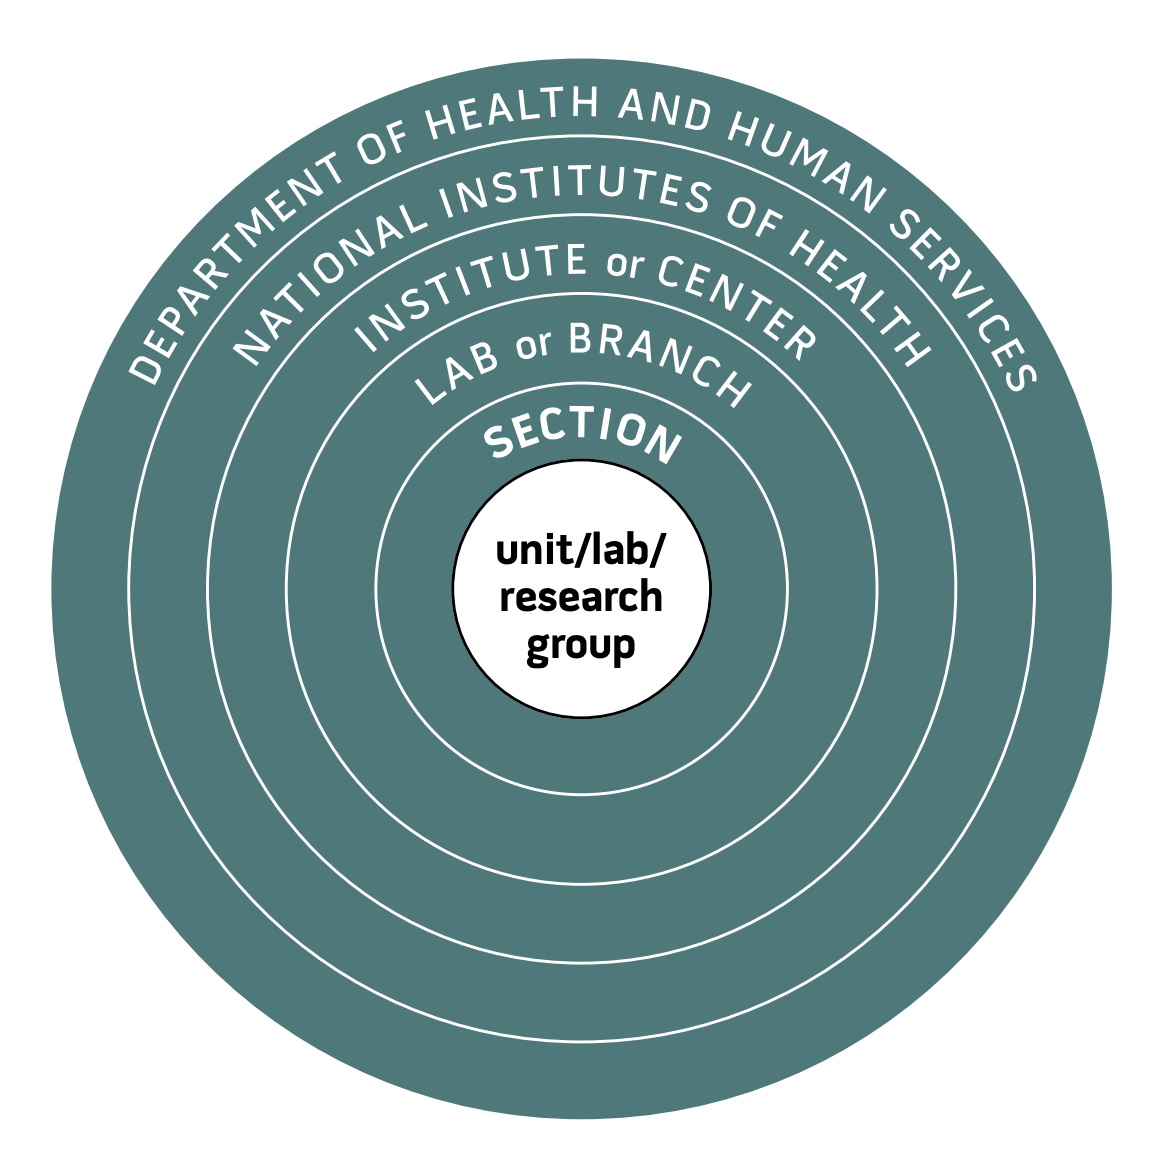 DEPARTMENT OF HEALTH AND HUMAN SERVICES
NATIONAL INSTITUTES OF HEALTH
INSTITUTE or CENTER
LAB or BRANCH
SECTION
unit/lab/
research
group